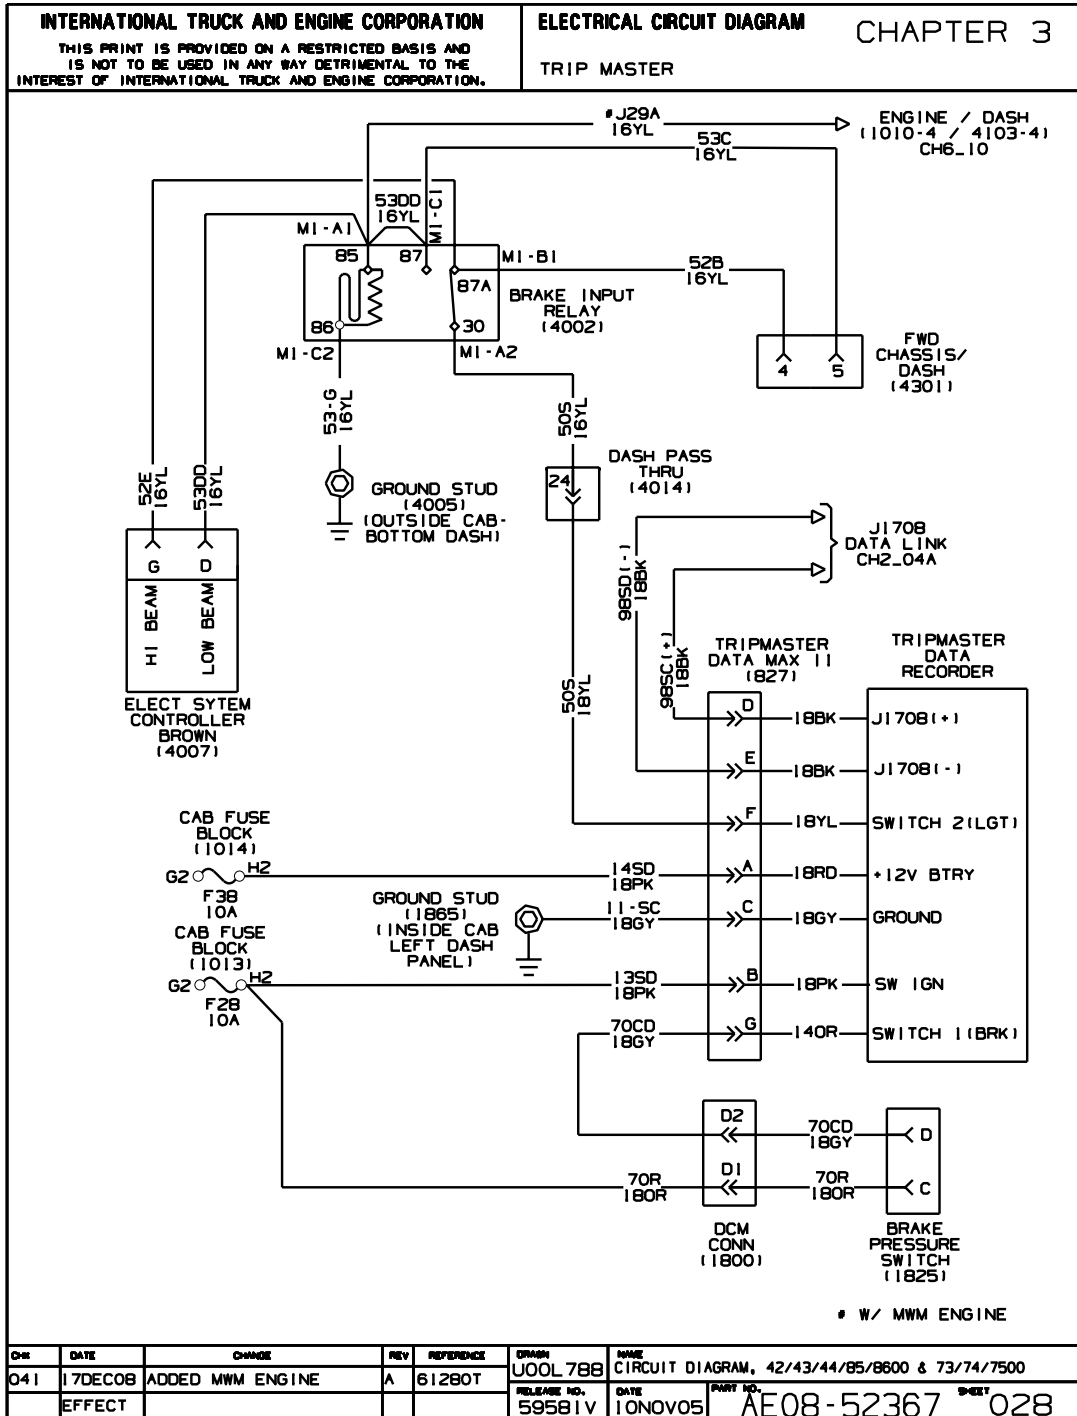 INTERNATIONAL TRUCK AND ENGINE CORPORATION
THIS PRINT IS PROVIDED ON A RESTRICTED BASIS AND
IS NOT TO BE USED IN ANY WAY DETRIMENTAL TO THE
INTEREST OF INTERNATIONAL TRUCK AND ENGINE CORPORATION.
ELECTRICAL CIRCUIT DIAGRAM
CHAPTER 3
TRIP MASTER
#J29A
16YL
ENGINE / DASH
(1010-4 / 4103-4)
CH6_10
53C
16YL
53DD
16YL
M1-C1
M1-A1
85
87
M1-B1
52B
16YL
87A
BRAKE INPUT
RELAY
(4002)
86
30
M1-C2
M1-A2
FWD
CHASSIS/
DASH
(4301)
4
5
53-G
16YL
50S
16YL
DASH PASS
THRU
(4014)
24
52E
16YL
53DD
16YL
GROUND STUD
(4005)
(OUTSIDE CAB-
BOTTOM DASH)
G
D
HI BEAM
LOW BEAM
ELECT SYTEM
CONTROLLER
BROWN
(4007)
J1708
DATA LINK
CH2_04A
98SD(-)
18BK
98SC(+)
18BK
50S
18YL
TRIPMASTER
DATA MAX II
(827)
TRIPMASTER
DATA
RECORDER
D
18BK
J1708(+)
E
18BK
J1708(-)
F
18YL
SWITCH 2(LGT)
CAB FUSE
BLOCK
(1014)
G2
H2
F38
10A
14SD
18PK
A
18RD
+12V BTRY
GROUND STUD
(1865)
(INSIDE CAB
LEFT DASH
PANEL)
11-SC
18GY
C
18GY
GROUND
CAB FUSE
BLOCK
(1013)
G2
H2
F28
10A
13SD
18PK
B
18PK
SW IGN
70CD
18GY
G
14OR
SWITCH 1(BRK)
D2
70CD
18GY
D
70R
18OR
D1
70R
18OR
C
DCM
CONN
(1800)
BRAKE
PRESSURE
SWITCH
(1825)
# W/ MWM ENGINE
CHK DATE CHANGE REV REFERENCE
041 17DEC08 ADDED MWM ENGINE A 61280T
EFFECT
DRAWN
U00L788
NAME
CIRCUIT DIAGRAM, 42/43/44/85/8600 & 73/74/7500
RELEASE NO.
59581V
DATE
10NOV05
PART NO.
AE08-52367
SHEET
028